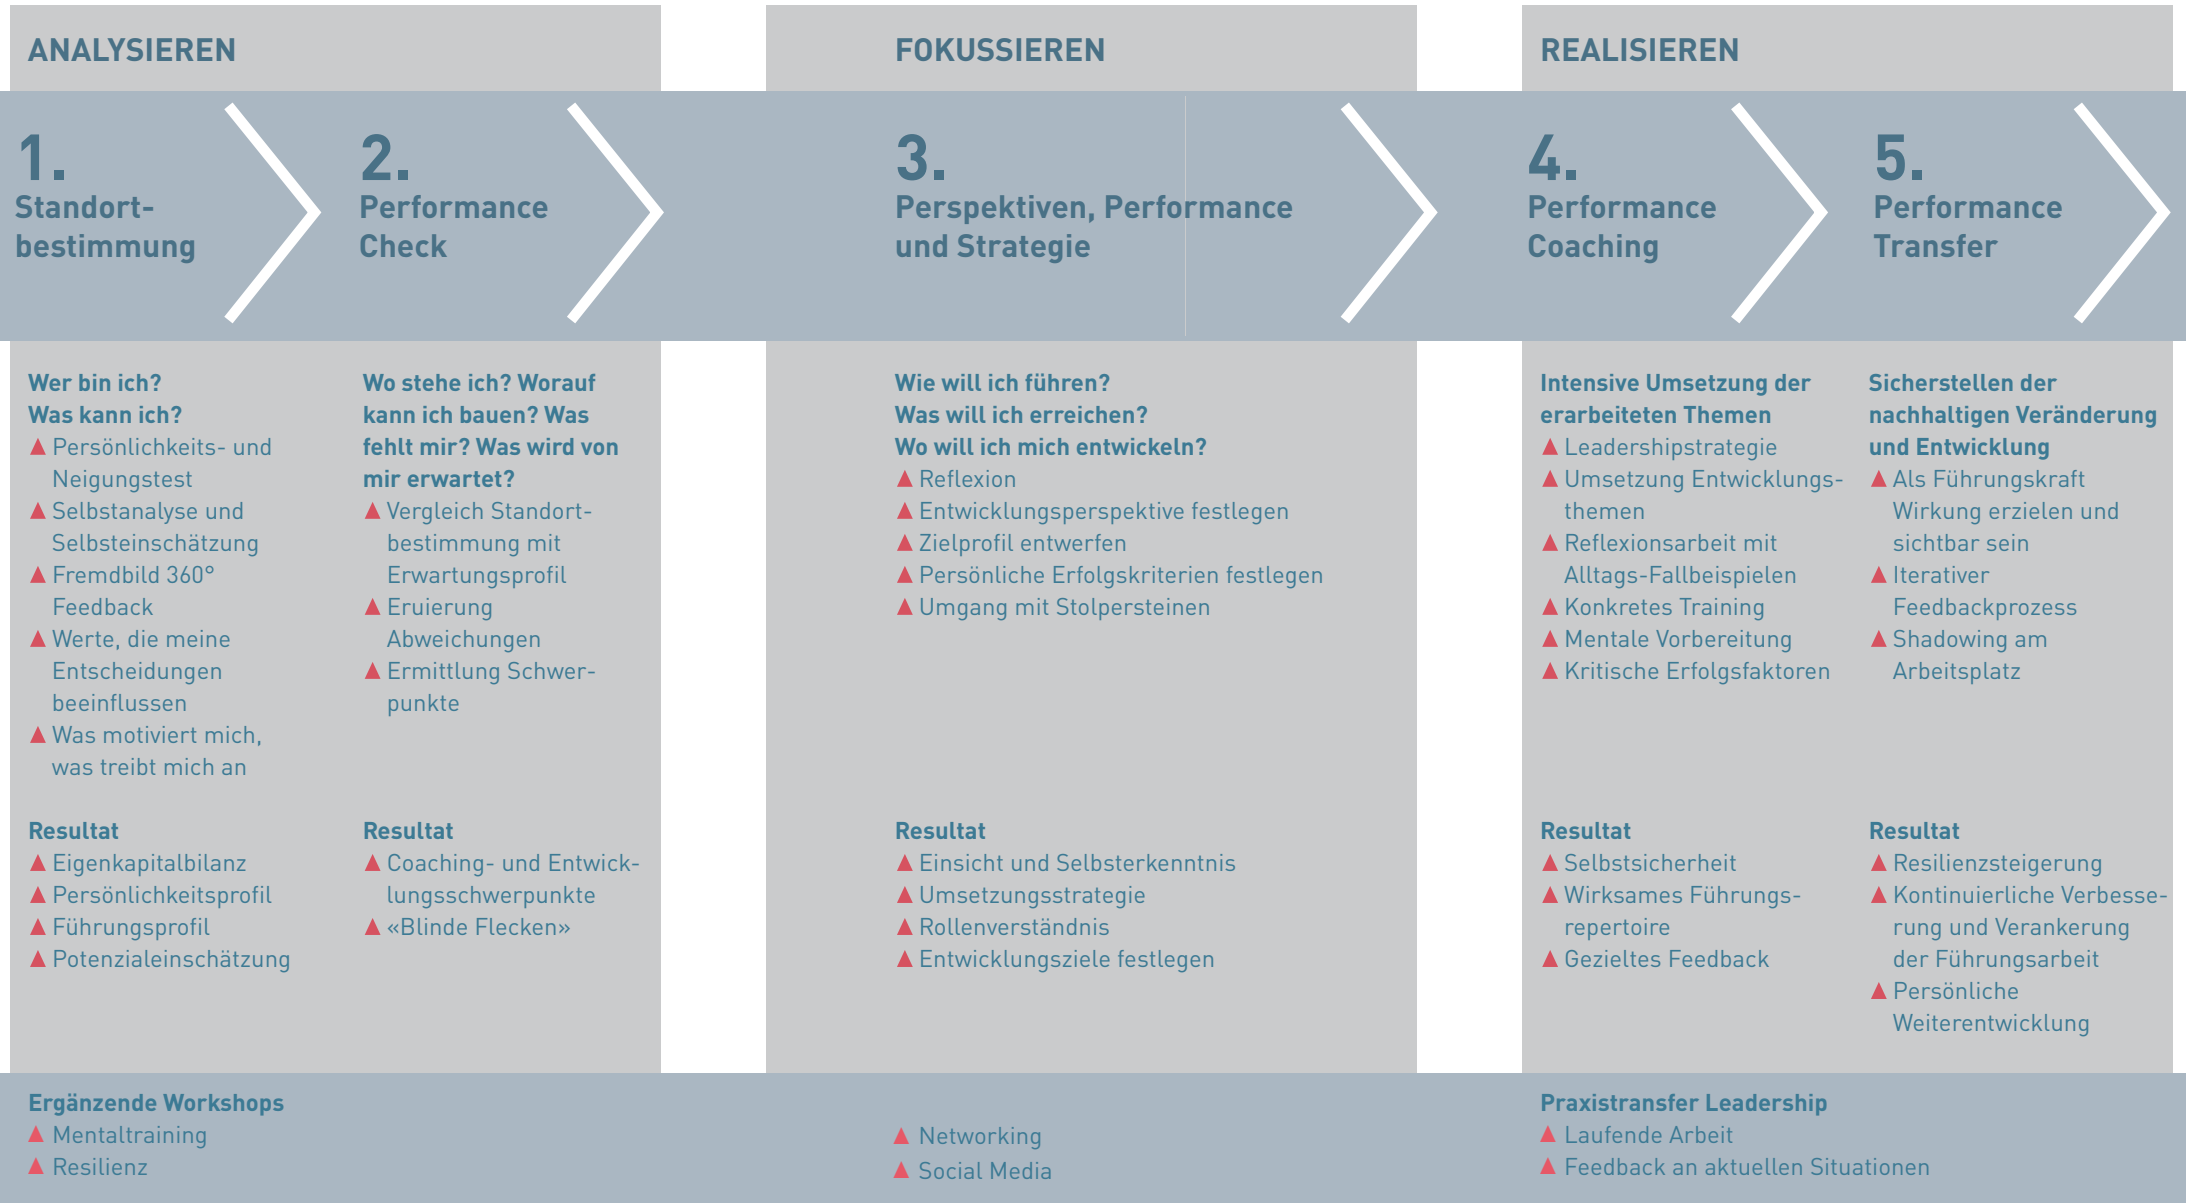 ANALYSIEREN
1.
Standort-
bestimmung
2.
Performance
Check
Wer bin ich?
Was kann ich?
Persönlichkeits- und
Neigungstest
Selbstanalyse und
Selbsteinschätzung
Fremdbild 360°
Feedback
Werte, die meine
Entscheidungen
beeinflussen
Was motiviert mich,
was treibt mich an
Resultat
Eigenkapitalbilanz
Persönlichkeitsprofil
Führungsprofil
Potenzialeinschätzung
Wo stehe ich? Worauf
kann ich bauen? Was
fehlt mir? Was wird von
mir erwartet?
Vergleich Standort-
bestimmung mit
Erwartungsprofil
Eruierung
Abweichungen
Ermittlung Schwer-
punkte
Resultat
Coaching- und Entwick-
lungsschwerpunkte
«Blinde Flecken»
FOKUSSIEREN
3.
Perspektiven, Performance
und Strategie
Wie will ich führen?
Was will ich erreichen?
Wo will ich mich entwickeln?
Reflexion
Entwicklungsperspektive festlegen
Zielprofil entwerfen
Persönliche Erfolgskriterien festlegen
Umgang mit Stolpersteinen
Resultat
Einsicht und Selbsterkenntnis
Umsetzungsstrategie
Rollenverständnis
Entwicklungsziele festlegen
REALISIEREN
4.
Performance
Coaching
5.
Performance
Transfer
Intensive Umsetzung der
erarbeiteten Themen
Leadershipstrategie
Umsetzung Entwicklungs-
themen
Reflexionsarbeit mit
Alltags-Fallbeispielen
Konkretes Training
Mentale Vorbereitung
Kritische Erfolgsfaktoren
Resultat
Selbstsicherheit
Wirksames Führungs-
repertoire
Gezieltes Feedback
Sicherstellen der
nachhaltigen Veränderung
und Entwicklung
Als Führungskraft
Wirkung erzielen und
sichtbar sein
Iterativer
Feedbackprozess
Shadowing am
Arbeitsplatz
Resultat
Resilienzsteigerung
Kontinuierliche Verbesse-
rung und Verankerung
der Führungsarbeit
Persönliche
Weiterentwicklung
Ergänzende Workshops
Mentaltraining
Resilienz
Networking
Social Media
Praxistransfer Leadership
Laufende Arbeit
Feedback an aktuellen Situationen